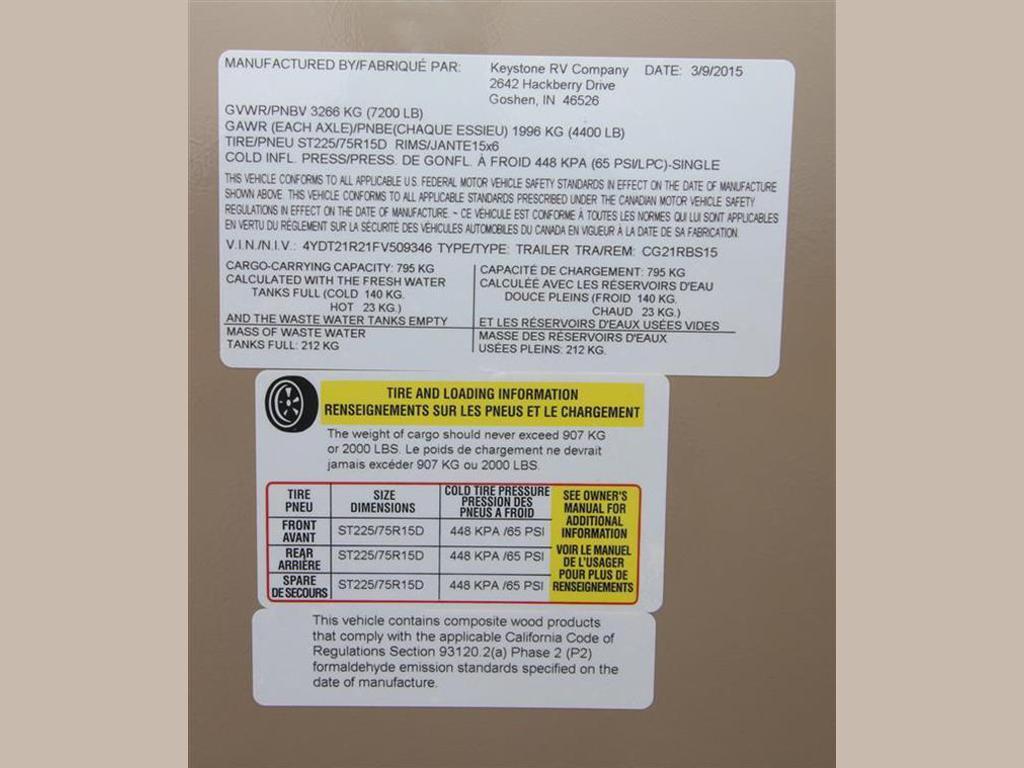 MANUFACTURED BY/FABRIQUÉ PAR: Keystone RV Company DATE: 3/9/2015
2642 Hackberry Drive
Goshen, IN 46526
GVWR/PNBV 3266 KG (7200 LB)
GAWR (EACH AXLE)/PNBE(CHAQUE ESSIEU) 1996 KG (4400 LB)
TIRE/PNEU ST225/75R15D RIMS/JANTE15x6
COLD INFL. PRESS/PRESS. DE GONFL. À FROID 448 KPA (65 PSI/LPC)-SINGLE
THIS VEHICLE CONFORMS TO ALL APPLICABLE U.S. FEDERAL MOTOR VEHICLE SAFETY STANDARDS IN EFFECT ON THE DATE OF MANUFACTURE
SHOWN ABOVE. THIS VEHICLE CONFORMS TO ALL APPLICABLE STANDARDS PRESCRIBED UNDER THE CANADIAN MOTOR VEHICLE SAFETY
REGULATIONS IN EFFECT ON THE DATE OF MANUFACTURE. ~ CE VÉHICULE EST CONFORME À TOUTES LES NORMES QUI LUI SONT APPLICABLES
EN VERTU DU RÈGLEMENT SUR LA SÉCURITÉ DES VÉHICULES AUTOMOBILES DU CANADA EN VIGUEUR À LA DATE DE SA FABRICATION.
V.I.N./N.I.V.: 4YDT21R21FV509346 TYPE/TYPE: TRAILER TRA/REM: CG21RBS15
CARGO-CARRYING CAPACITY: 795 KG
CALCULATED WITH THE FRESH WATER
TANKS FULL (COLD 140 KG.
HOT 23 KG.)
AND THE WASTE WATER TANKS EMPTY
MASS OF WASTE WATER
TANKS FULL: 212 KG
CAPACITÉ DE CHARGEMENT: 795 KG
CALCULÉE AVEC LES RÉSERVOIRS D'EAU
DOUCE PLEINS (FROID 140 KG.
CHAUD 23 KG.)
ET LES RÉSERVOIRS D'EAUX USÉES VIDES
MASSE DES RÉSERVOIRS D'EAUX
USÉES PLEINS: 212 KG.
TIRE AND LOADING INFORMATION
RENSEIGNEMENTS SUR LES PNEUS ET LE CHARGEMENT
The weight of cargo should never exceed 907 KG
or 2000 LBS. Le poids de chargement ne devrait
jamais excéder 907 KG ou 2000 LBS.
TIRE
PNEU
SIZE
DIMENSIONS
COLD TIRE PRESSURE
PRESSION DES
PNEUS A FROID
FRONT
AVANT
ST225/75R15D 448 KPA /65 PSI
REAR
ARRIÈRE
ST225/75R15D 448 KPA /65 PSI
SPARE
DE SECOURS
ST225/75R15D 448 KPA /65 PSI
SEE OWNER'S
MANUAL FOR
ADDITIONAL
INFORMATION
VOIR LE MANUEL
DE L'USAGER
POUR PLUS DE
RENSEIGNEMENTS
This vehicle contains composite wood products
that comply with the applicable California Code of
Regulations Section 93120.2(a) Phase 2 (P2)
formaldehyde emission standards specified on the
date of manufacture.